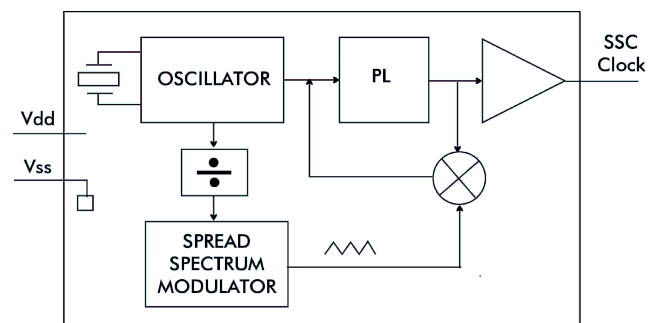 SSC
Clock
OSCILLATOR
PL
Vdd
Vss
÷
SPREAD
SPECTRUM
MODULATOR